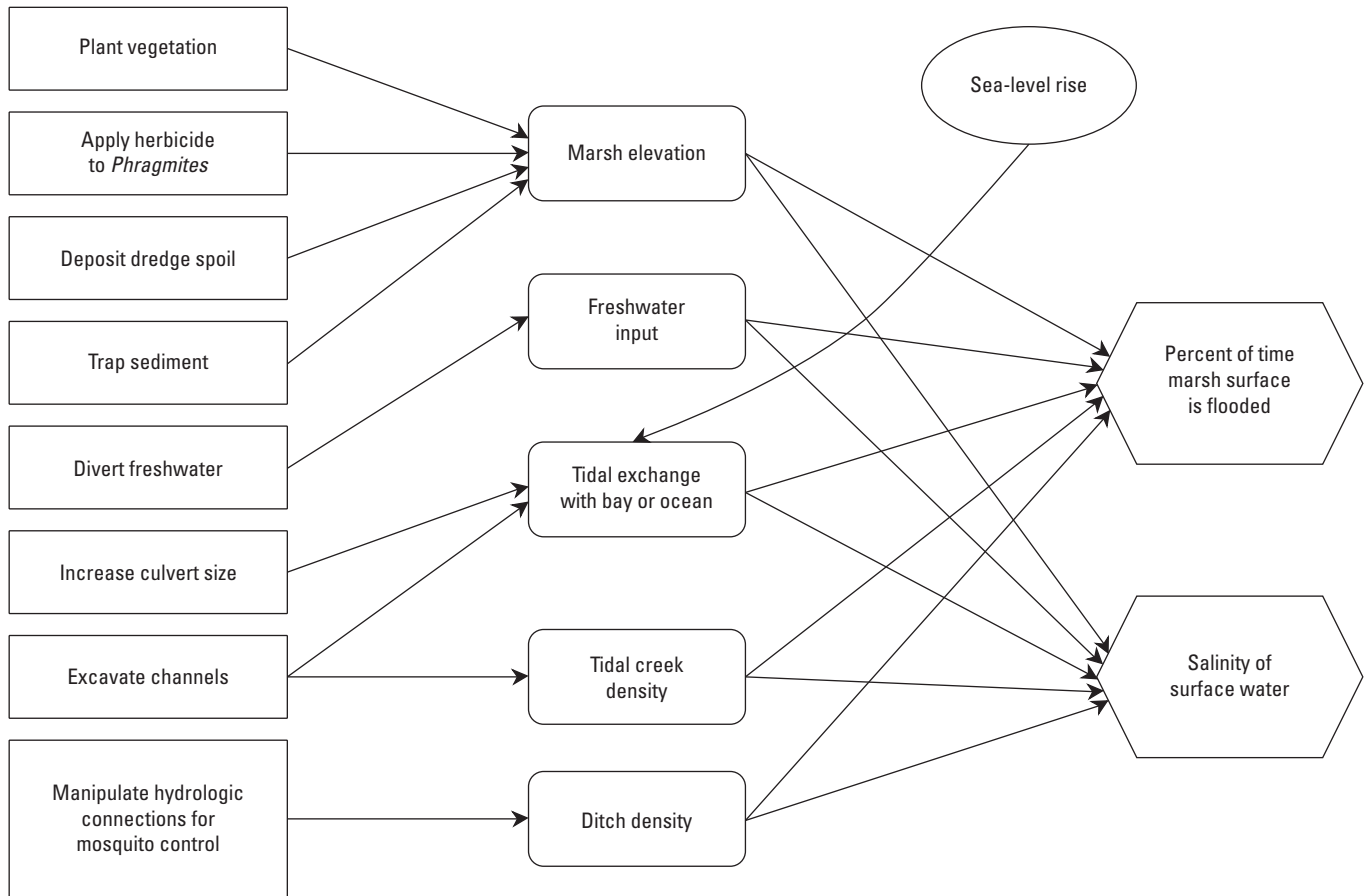 Plant vegetation
Apply herbicide
to Phragmites
Deposit dredge spoil
Trap sediment
Divert freshwater
Increase culvert size
Excavate channels
Manipulate hydrologic
connections for
mosquito control
Marsh elevation
Freshwater
input
Tidal exchange
with bay or ocean
Tidal creek
density
Ditch density
Sea-level rise
Percent of time
marsh surface
is flooded
Salinity of
surface water